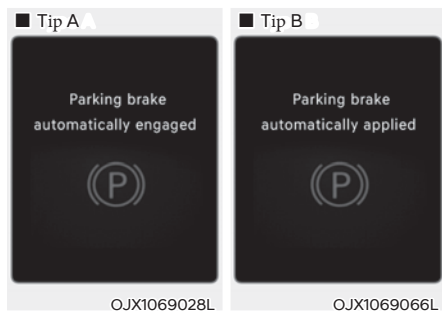 ■ Tip A
Parking brake
automatically engaged
(P)
OJX1069028L
■ Tip B
Parking brake
automatically applied
(P)
OJX1069066L